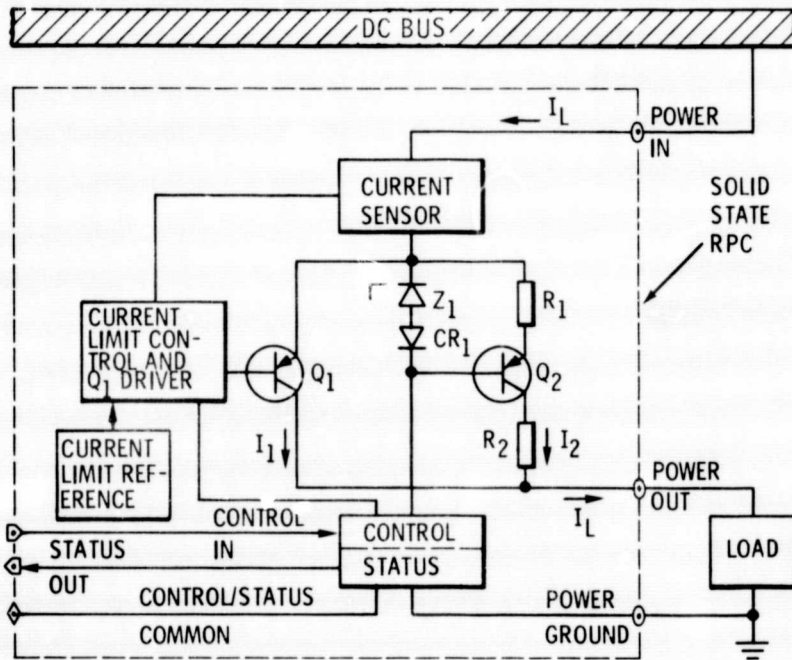 DC BUS
I_L
POWER
IN
CURRENT
SENSOR
SOLID
STATE
RPC
Z1
R1
CURRENT
LIMIT CON-
TROL AND
Q1 DRIVER
CR1
Q1
Q2
CURRENT
LIMIT REF-
ERENCE
I1
R2
I2
POWER
OUT
I_L
CONTROL
IN
STATUS
OUT
CONTROL
STATUS
LOAD
CONTROL/STATUS
COMMON
POWER
GROUND